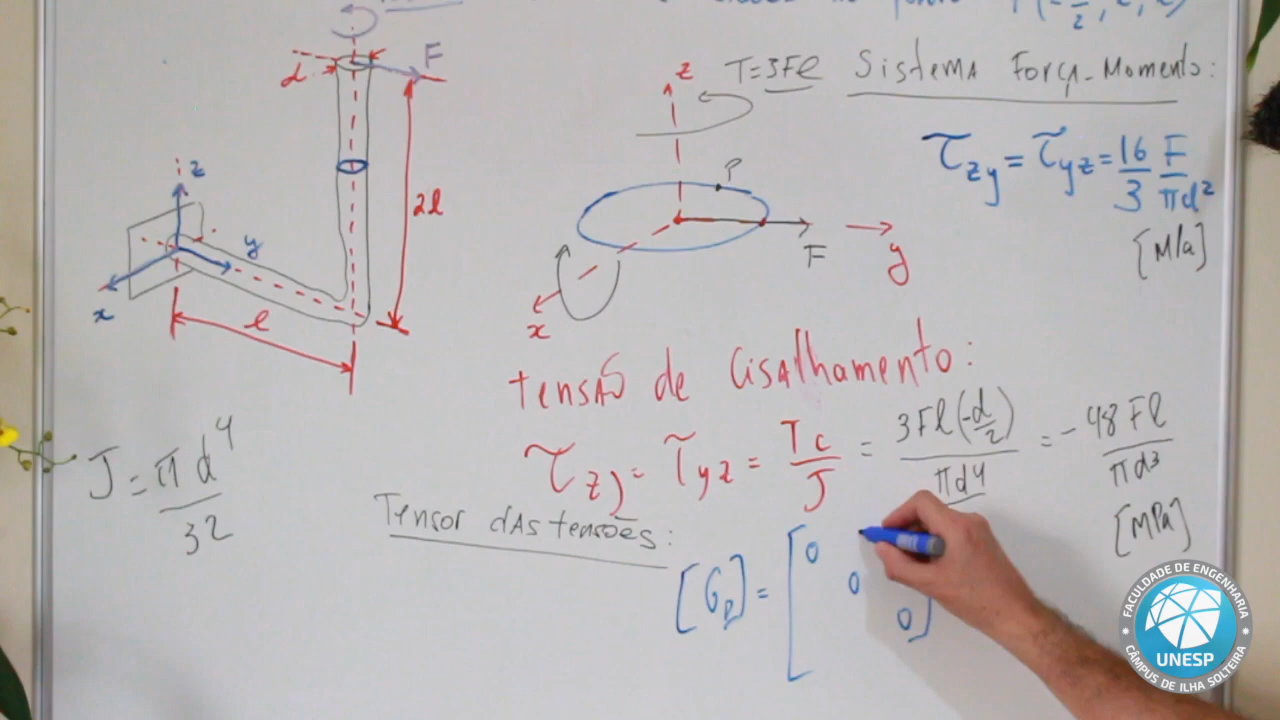 T=3Fl Sistema Força-Momento:
d F
τzy = τyz = 16/3 F/πd²
[MPa]
z 2l
y
x
l
z
P
F y
x
tensão de Cisalhamento:
τzy = τyz = Tc/J = 3Fl(-d/2)/πd4 = -48Fl/πd3
[MPa]
J = πd4/32
Tensor das tensões:
[σP] = [0
0
0]
FACULDADE DE ENGENHARIA
UNESP
CÂMPUS DE ILHA SOLTEIRA